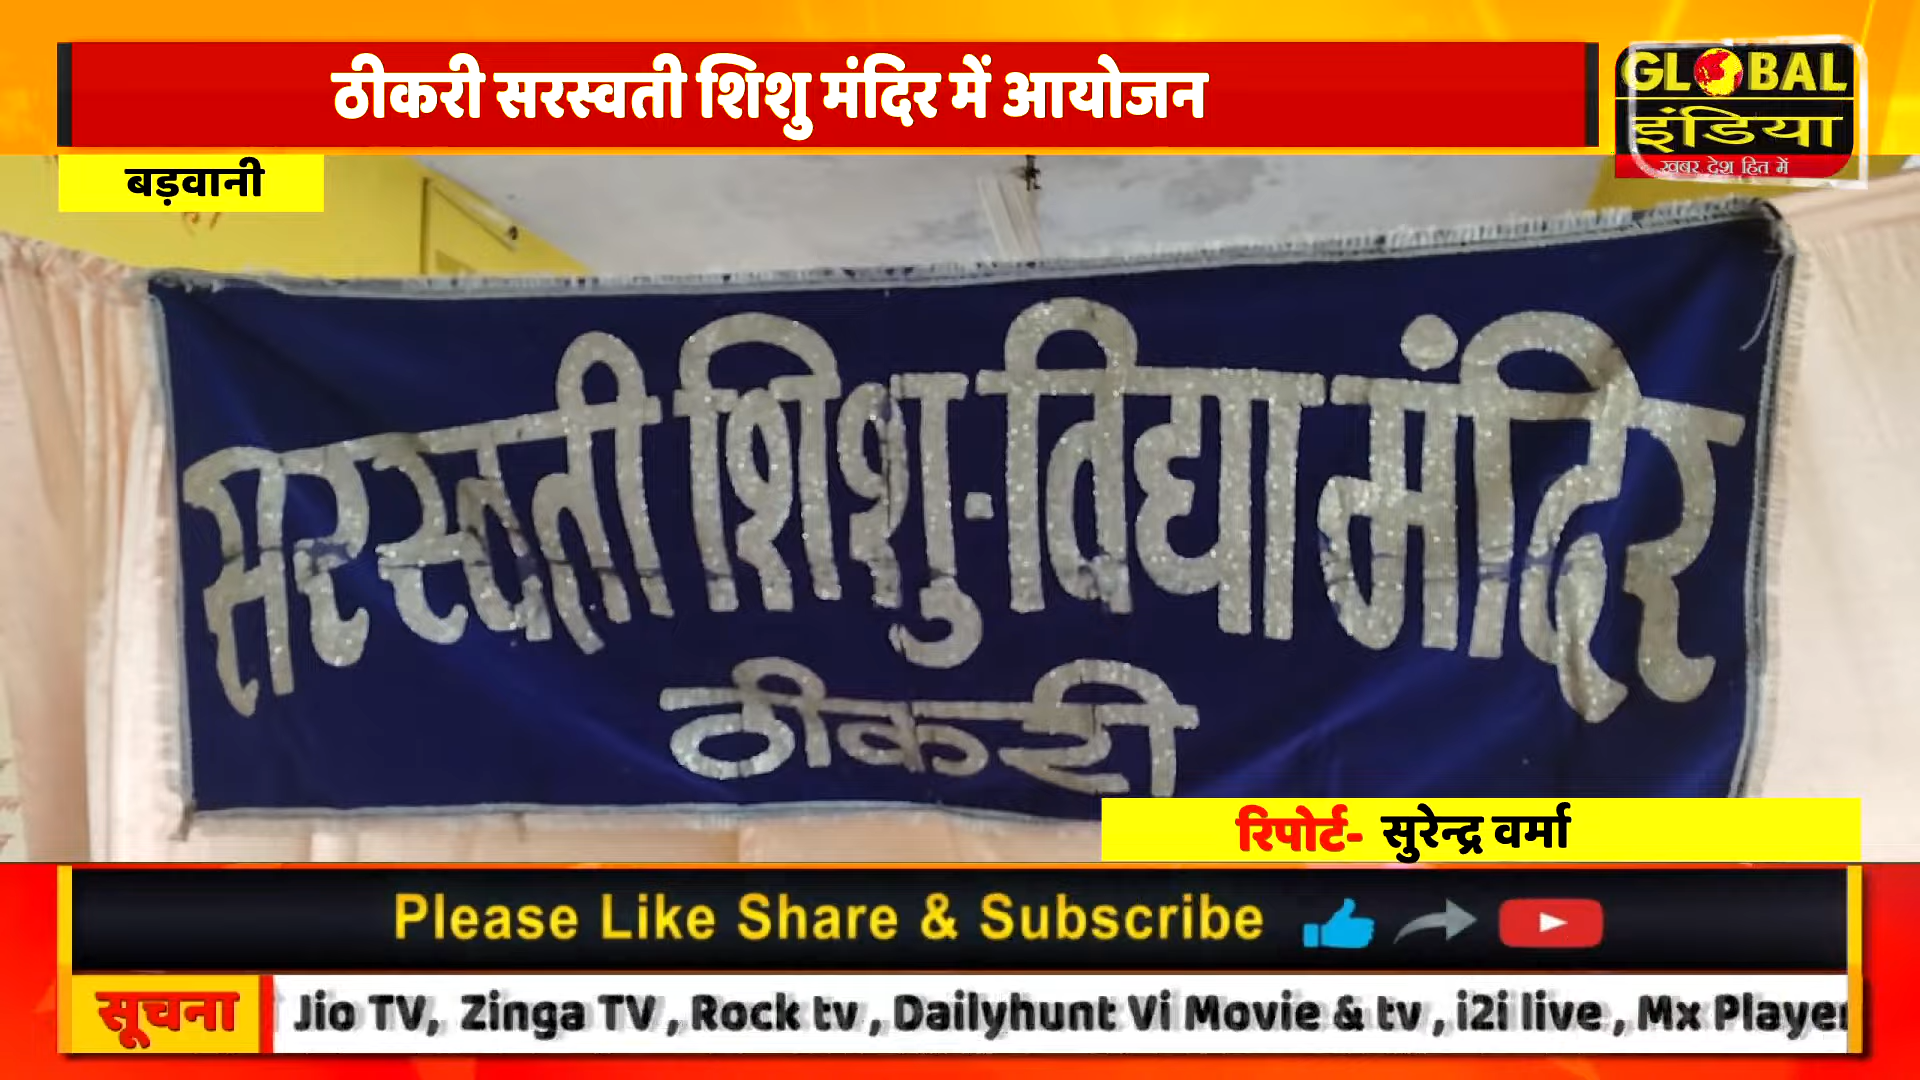 ठीकरी सरस्वती शिशु मंदिर में आयोजन
GLOBAL
इंडिया
ख़बर देश हित में
बड़वानी
सरस्वती शिशु-विद्या मंदिर
ठीकरी
रिपोर्ट- सुरेन्द्र वर्मा
Please Like Share & Subscribe
सूचना
Jio TV, Zinga TV, Rock tv, Dailyhunt Vi Movie & tv, i2i live, Mx Player